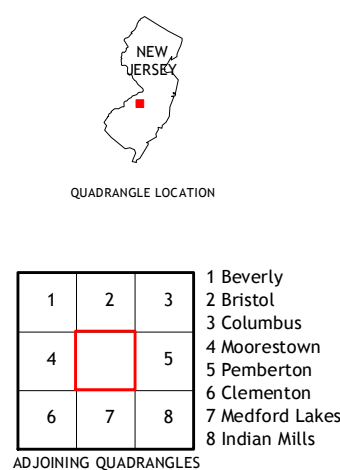 NEW
JERSEY
QUADRANGLE LOCATION
1 2 3
4 5
6 7 8
1 Beverly
2 Bristol
3 Columbus
4 Moorestown
5 Pemberton
6 Clementon
7 Medford Lakes
8 Indian Mills
ADJOINING QUADRANGLES